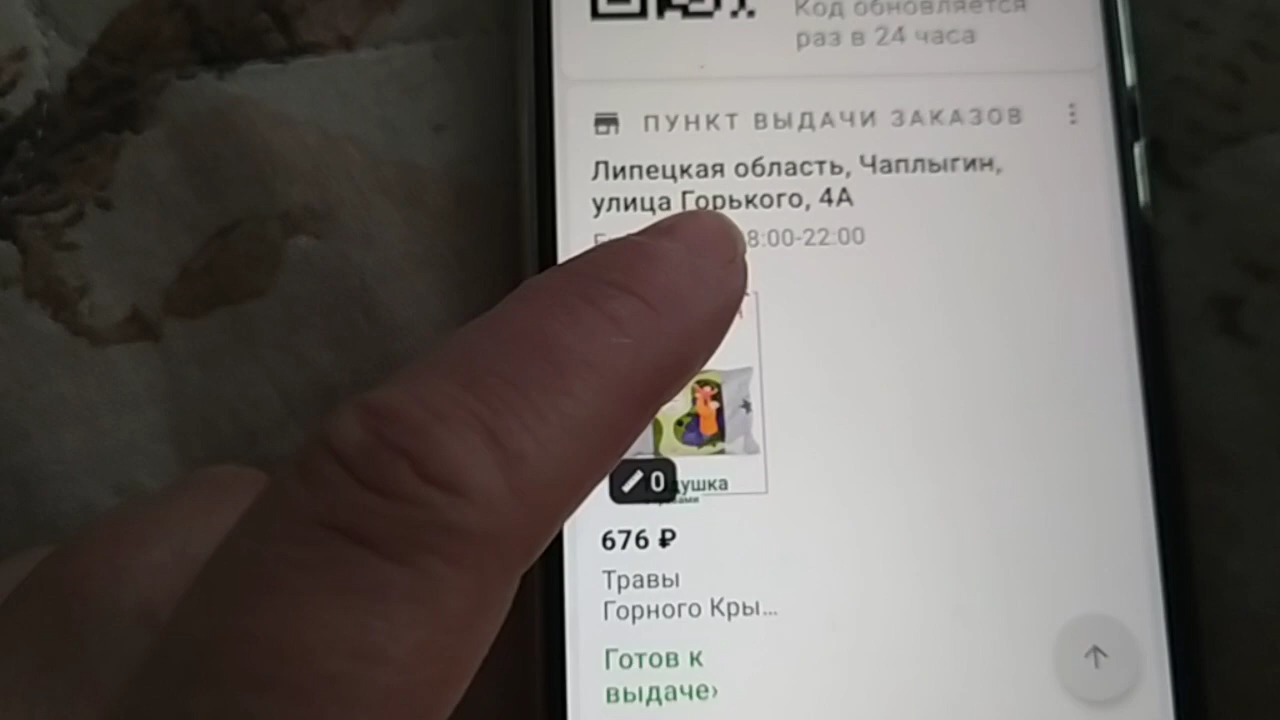 Код обновляется
раз в 24 часа
ПУНКТ ВЫДАЧИ ЗАКАЗОВ
Липецкая область, Чаплыгин,
улица Горького, 4А
8:00-22:00
0
душка
676 ₽
Травы
Горного Кры...
Готов к
выдаче›